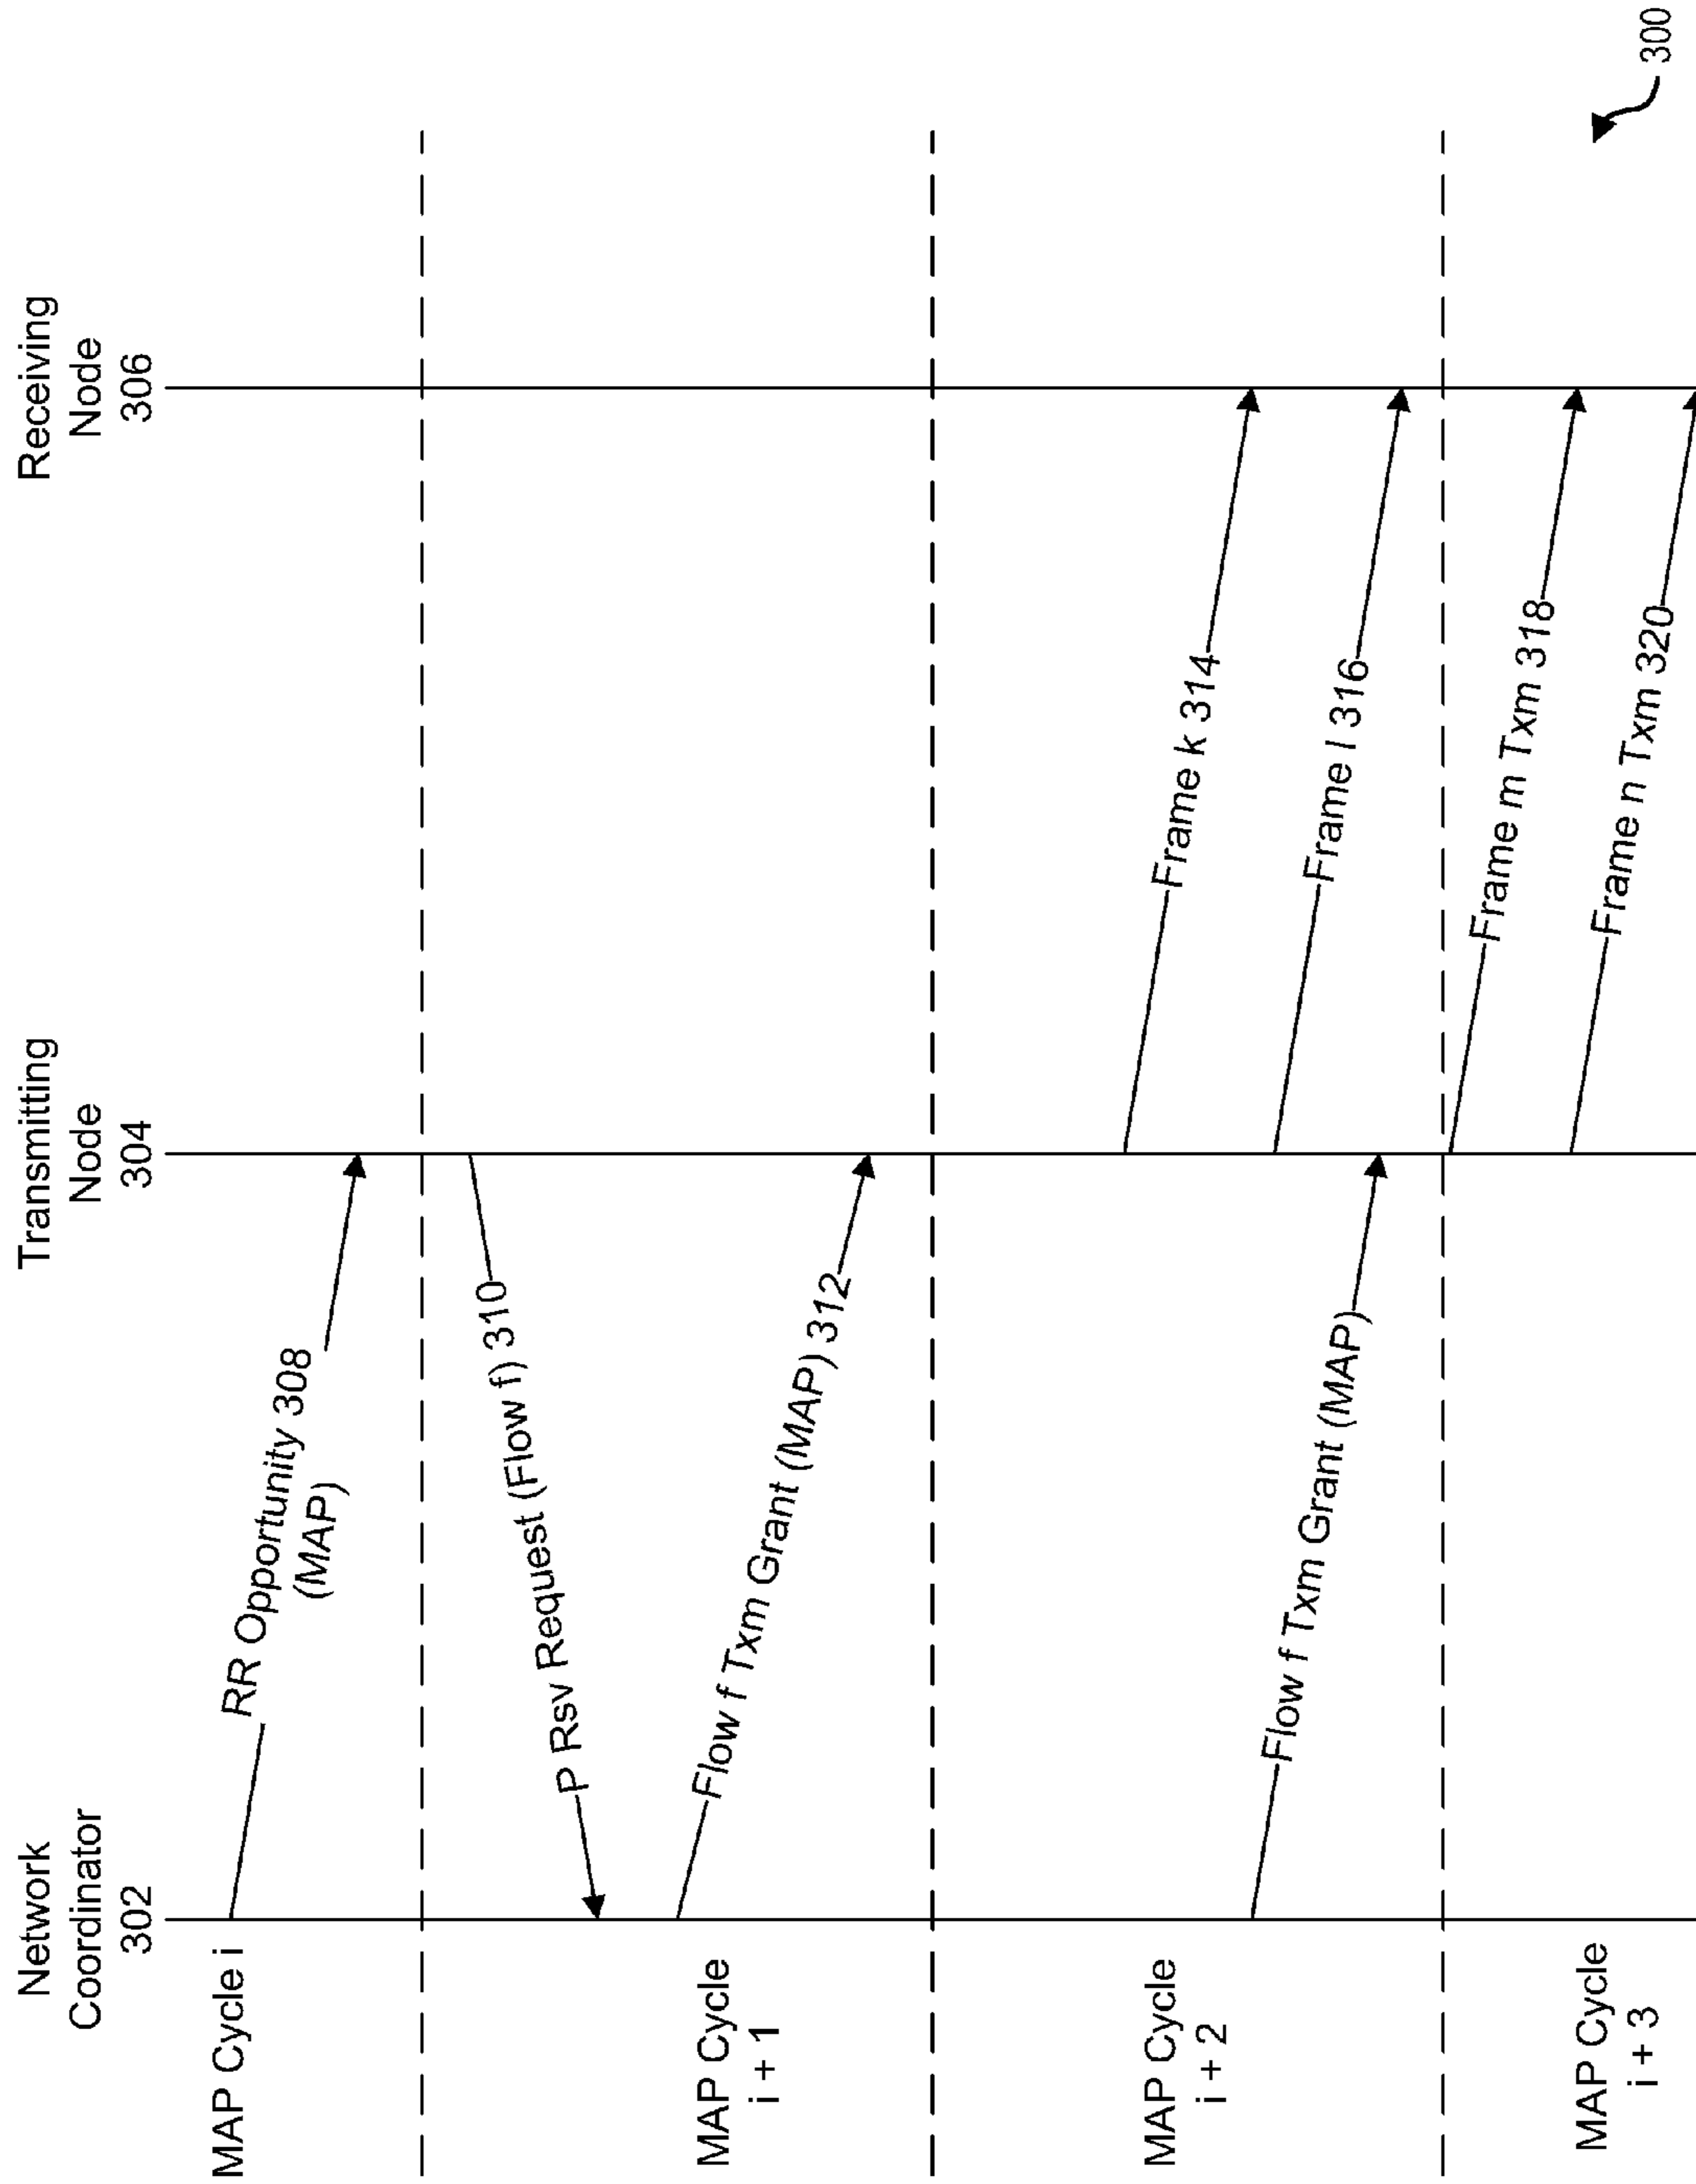 Network
Coordinator
302
Transmitting
Node
304
Receiving
Node
306
MAP Cycle i
RR Opportunity 308
(MAP)
MAP Cycle
i + 1
P Rsv Request (Flow f) 310
Flow f Txm Grant (MAP) 312
MAP Cycle
i + 2
Frame k 314
Frame l 316
Flow f Txm Grant (MAP)
MAP Cycle
i + 3
Frame m Txm 318
Frame n Txm 320
300